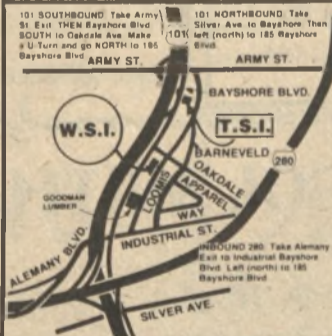 101 SOUTHBOUND: Take Army
St. Exit THEN Bayshore Blvd.
SOUTH to Oakdale Ave. Make
a U-Turn and go NORTH to 185
Bayshore Blvd.
101 NORTHBOUND: Take
Silver Ave. to Bayshore. Then
left (north) to 185 Bayshore
Blvd.
101
ARMY ST.
ARMY ST.
BAYSHORE BLVD.
W.S.I.
T.S.I.
BARNEVELD
280
OAKDALE
APPAREL
LOOMIS
GOODMAN
LUMBER
WAY
INDUSTRIAL ST.
ALEMANY BLVD.
INBOUND 280: Take Alemany
Exit to Industrial Bayshore
Blvd. Left (north) to 185
Bayshore Blvd.
SILVER AVE.